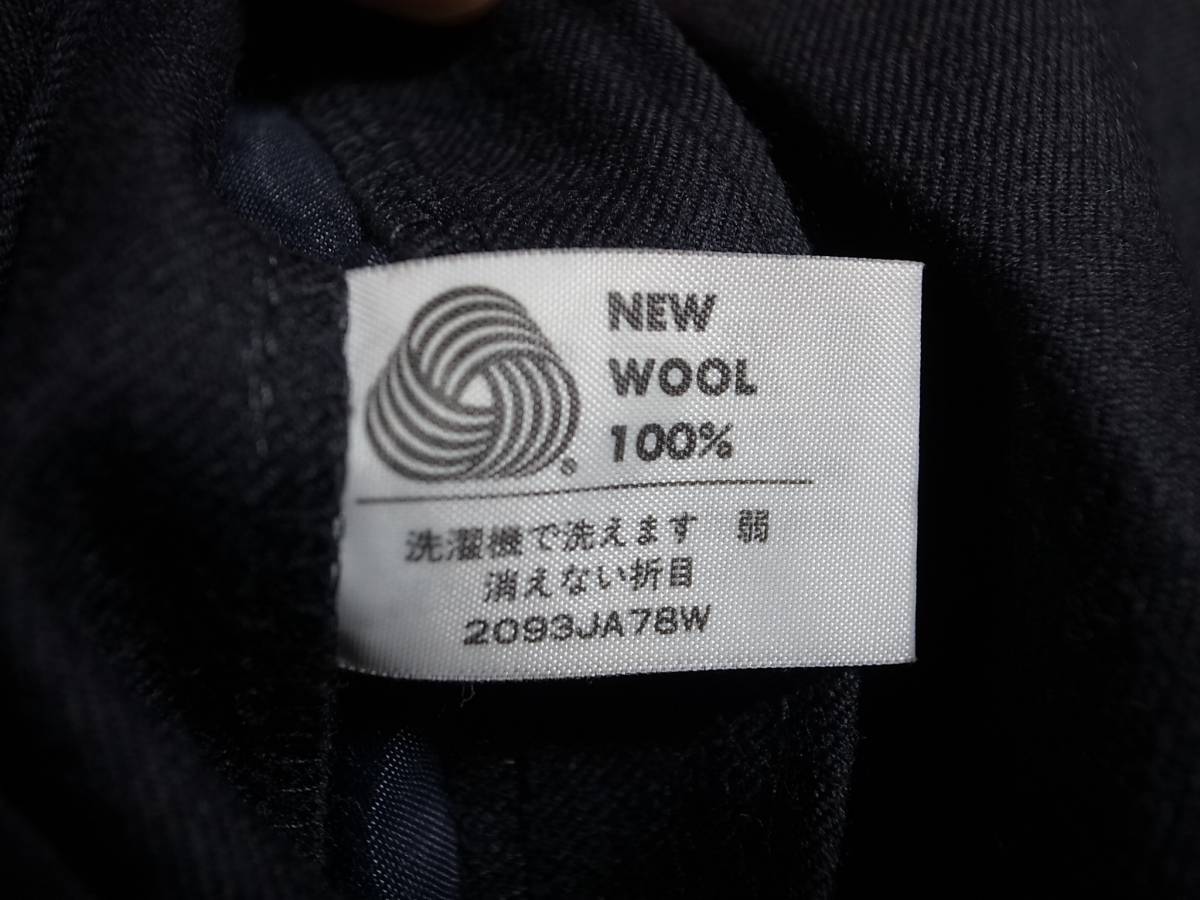 NEW
WOOL
100%
洗濯機で洗えます　弱
消えない折目
2093JA78W